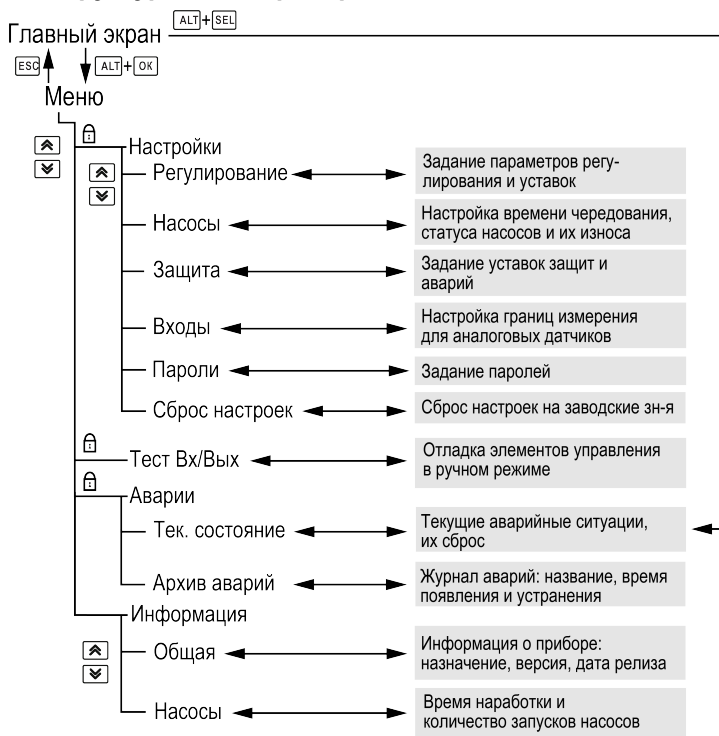 ALT+SEL
Главный экран
ESC ALT+OK
Меню
Настройки
Регулирование
Задание параметров регу-
лирования и уставок
Насосы
Настройка времени чередования,
статуса насосов и их износа
Защита
Задание уставок защит и
аварий
Входы
Настройка границ измерения
для аналоговых датчиков
Пароли
Задание паролей
Сброс настроек
Сброс настроек на заводские зн-я
Тест Вх/Вых
Отладка элементов управления
в ручном режиме
Аварии
Тек. состояние
Текущие аварийные ситуации,
их сброс
Архив аварий
Журнал аварий: название, время
появления и устранения
Информация
Общая
Информация о приборе:
назначение, версия, дата релиза
Насосы
Время наработки и
количество запусков насосов